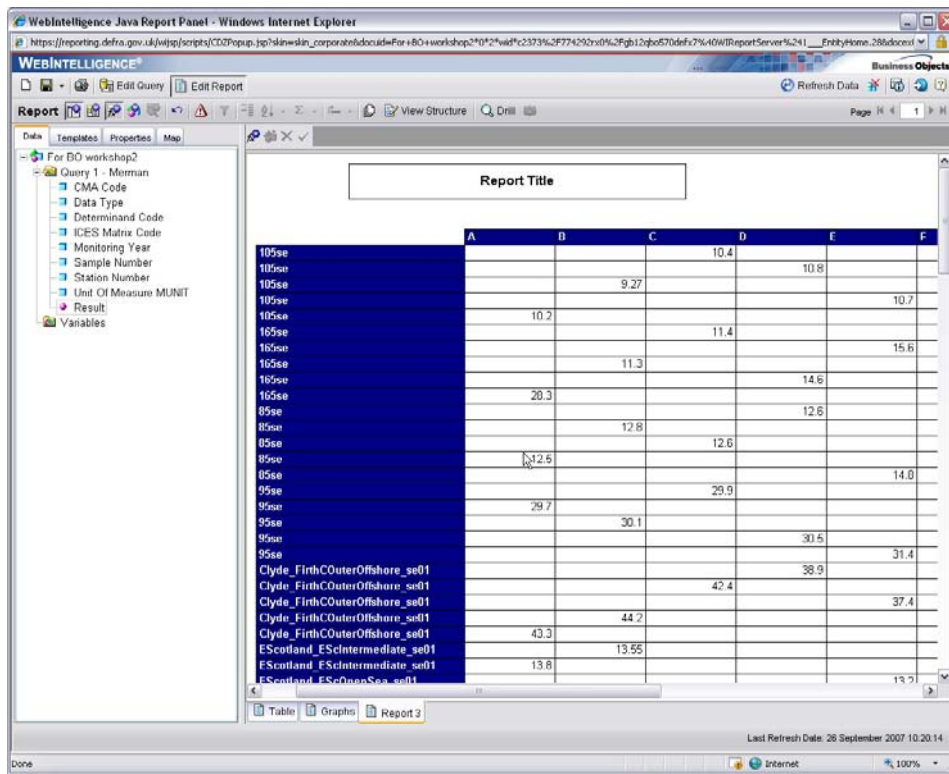 WebIntelligence Java Report Panel - Windows Internet Explorer
WEBINTELLIGENCE®
Business Objects
Edit Query Edit Report Refresh Data
Report View Structure Drill Page 1
Data Templates Properties Map
For BO workshop2
Query 1 - Merman
CMA Code
Data Type
Determinand Code
ICES Matrix Code
Monitoring Year
Sample Number
Station Number
Unit Of Measure MUNIT
Result
Variables
Report Title
A B C D E F
105se 10.4
105se 10.8
105se 9.27
105se 10.7
105se 10.2
165se 11.4
165se 15.6
165se 11.3
165se 14.6
165se 20.3
85se 12.6
85se 12.8
85se 12.6
85se 12.5
85se 14.8
95se 29.9
95se 29.7
95se 30.1
95se 30.5
95se 31.4
Clyde_FirthCOuterOffshore_se01 38.9
Clyde_FirthCOuterOffshore_se01 42.4
Clyde_FirthCOuterOffshore_se01 37.4
Clyde_FirthCOuterOffshore_se01 44.2
Clyde_FirthCOuterOffshore_se01 43.3
EScotland_EScIntermediate_se01 13.55
EScotland_EScIntermediate_se01 13.8
EScotland_EScOpenSea_se01 13.2
Table Graphs Report 3
Last Refresh Date: 26 September 2007 10:20:14
Done Internet 100%